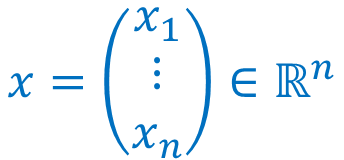 x = (x₁ ⋮ xₙ) ∈ ℝⁿ